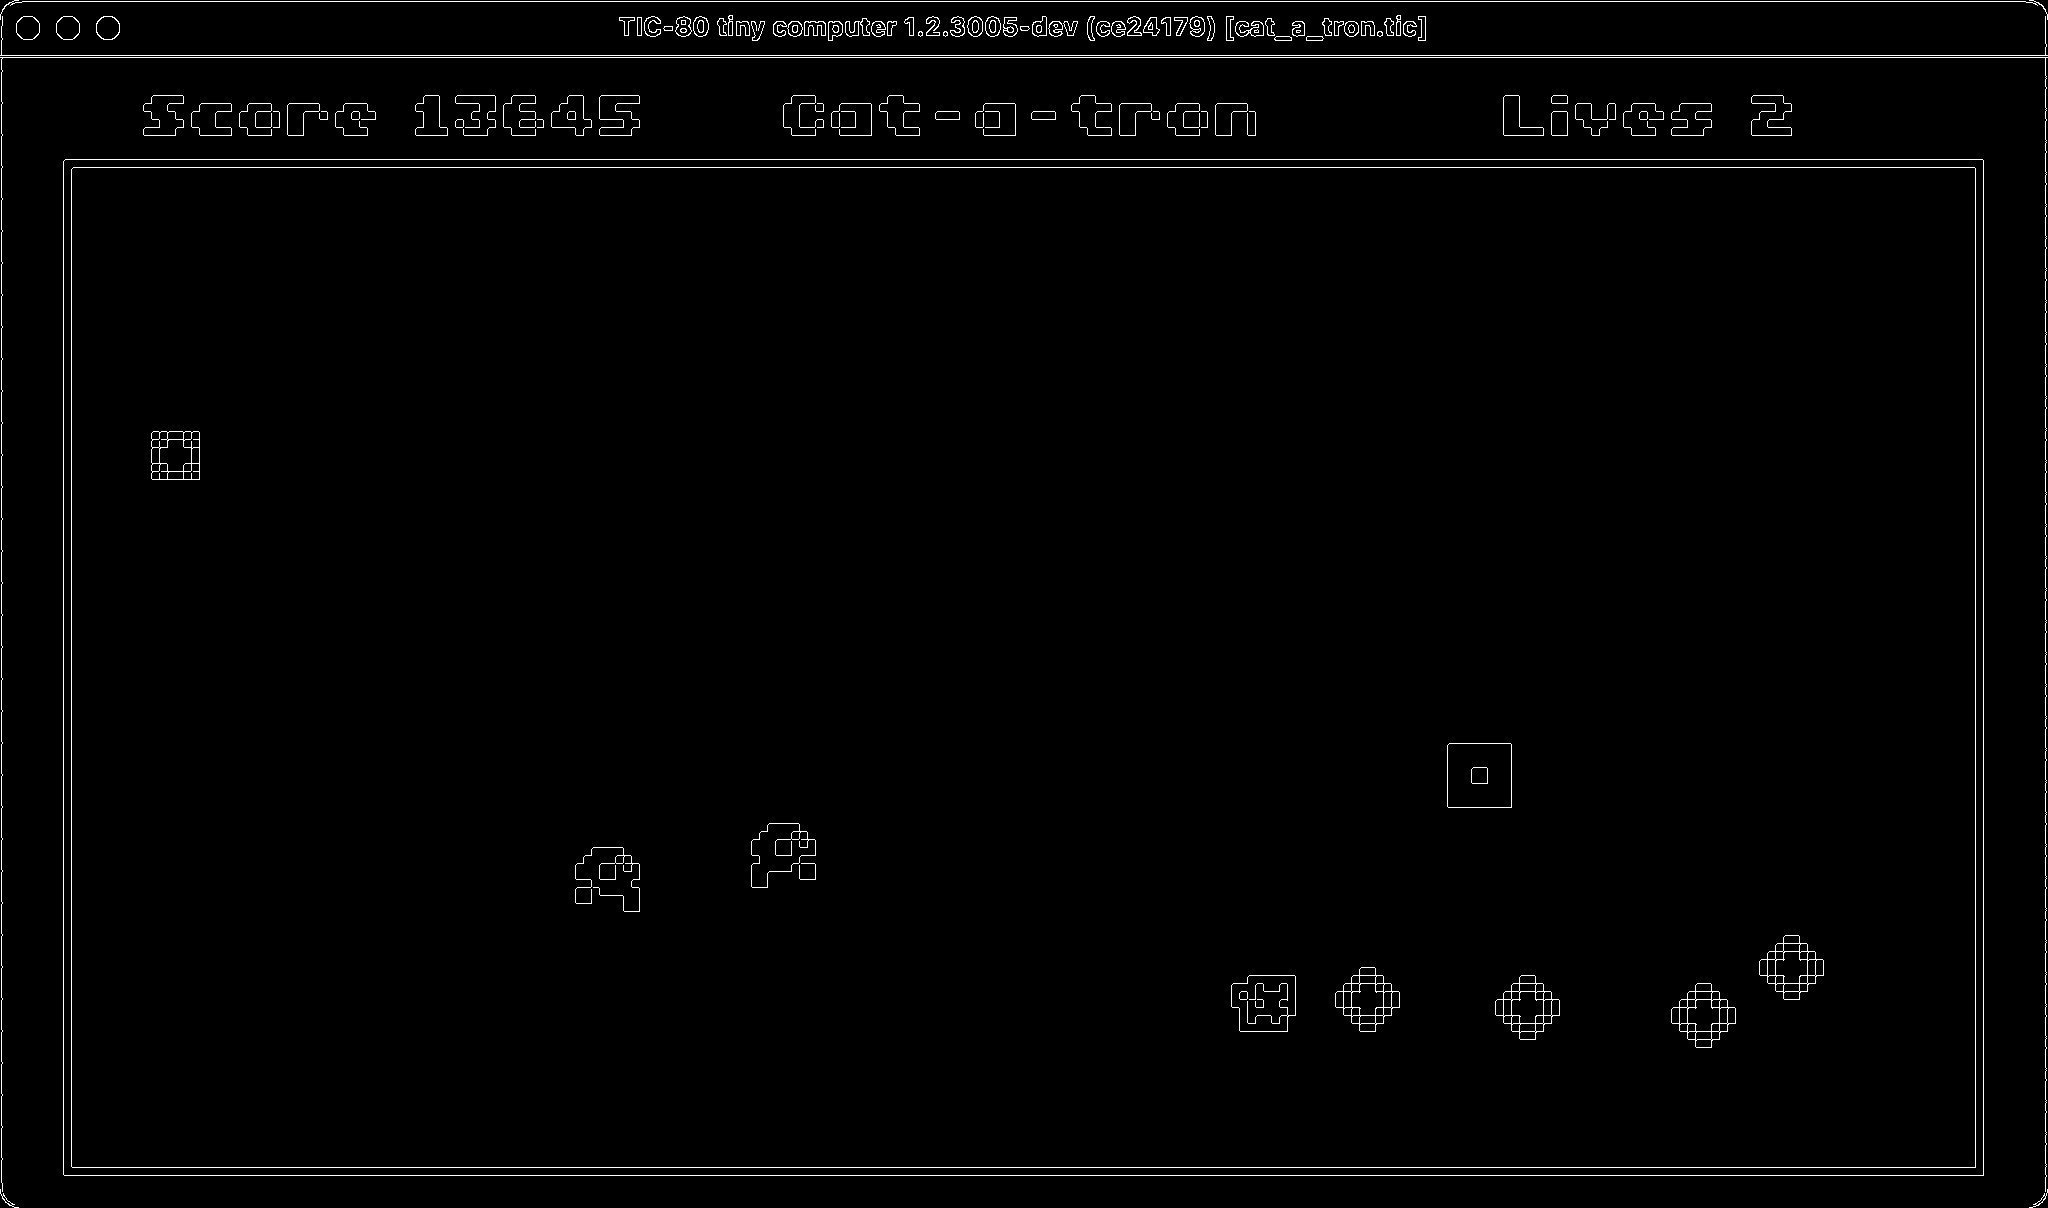 TIC-80 tiny computer 1.2.3005-dev (ce24179) [cat_a_tron.tic]
Score 13645 Cat-a-tron Lives 2